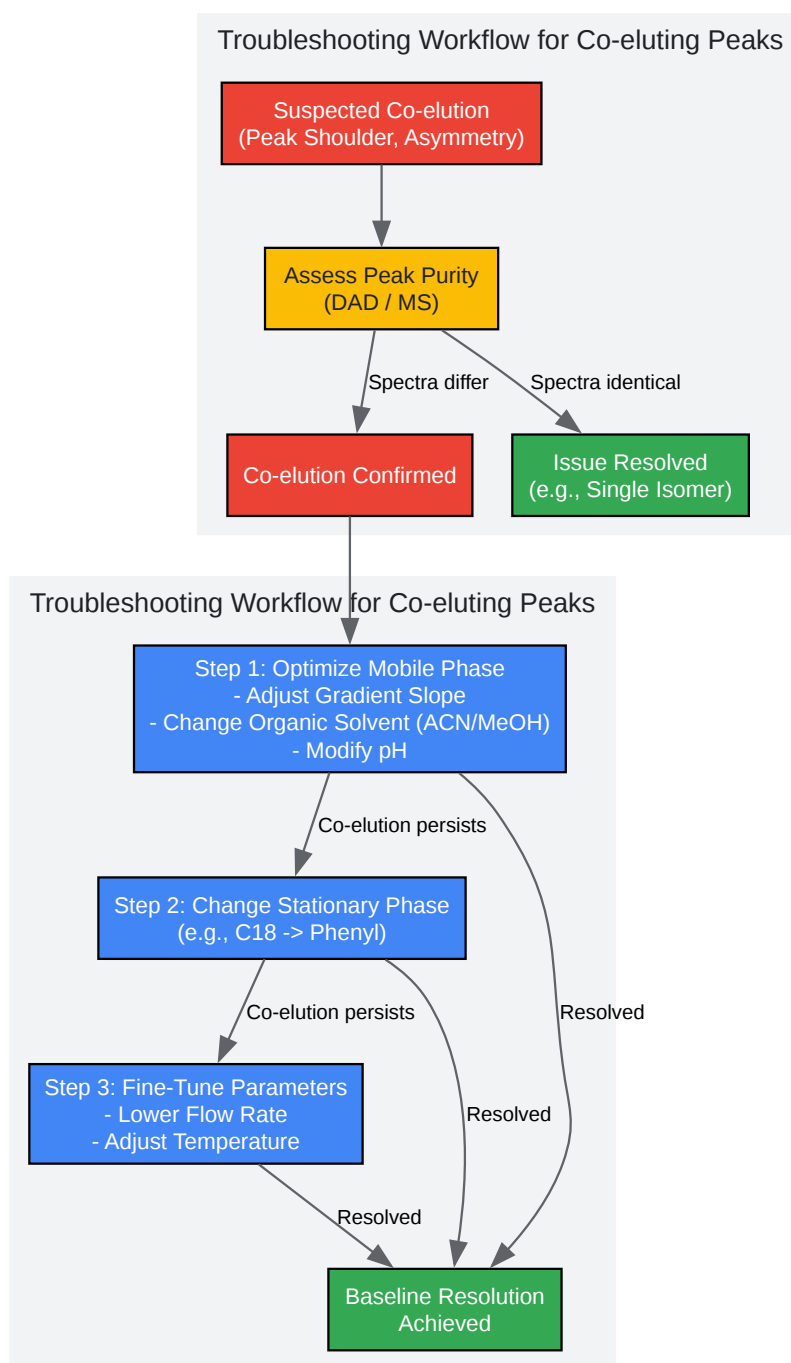 Troubleshooting Workflow for Co-eluting Peaks
Suspected Co-elution
(Peak Shoulder, Asymmetry)
Assess Peak Purity
(DAD / MS)
Spectra differ
Spectra identical
Co-elution Confirmed
Issue Resolved
(e.g., Single Isomer)
Troubleshooting Workflow for Co-eluting Peaks
Step 1: Optimize Mobile Phase
- Adjust Gradient Slope
- Change Organic Solvent (ACN/MeOH)
- Modify pH
Co-elution persists
Step 2: Change Stationary Phase
(e.g., C18 -> Phenyl)
Co-elution persists
Resolved
Step 3: Fine-Tune Parameters
- Lower Flow Rate
- Adjust Temperature
Resolved
Resolved
Baseline Resolution
Achieved